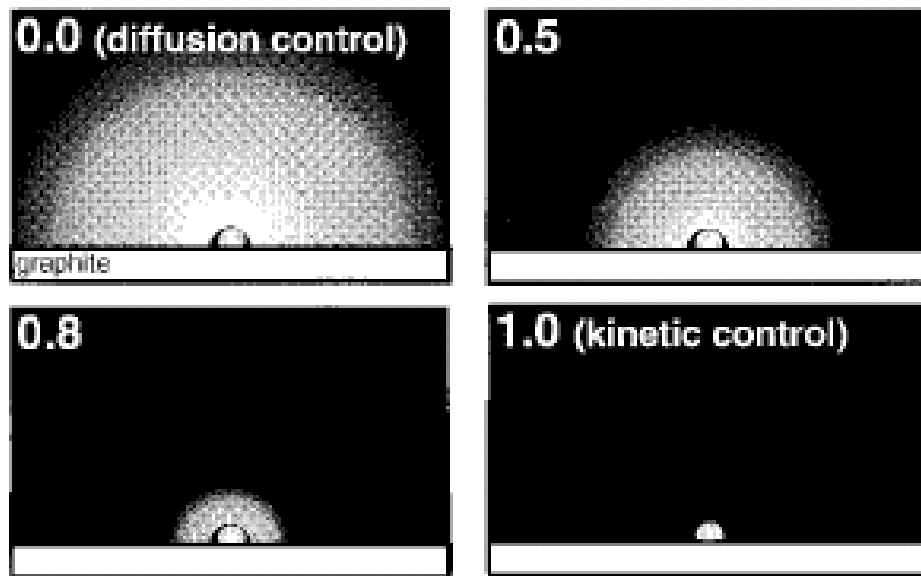 0.0 (diffusion control)
0.5
graphite
0.8
1.0 (kinetic control)